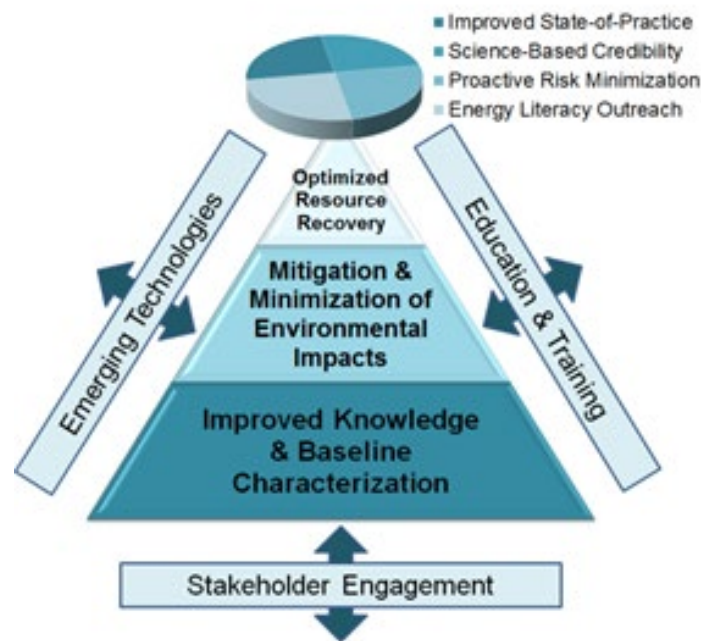 Improved State-of-Practice
Science-Based Credibility
Proactive Risk Minimization
Energy Literacy Outreach
Optimized
Resource
Recovery
Mitigation &
Minimization of
Environmental
Impacts
Improved Knowledge
& Baseline
Characterization
Emerging Technologies
Education & Training
Stakeholder Engagement